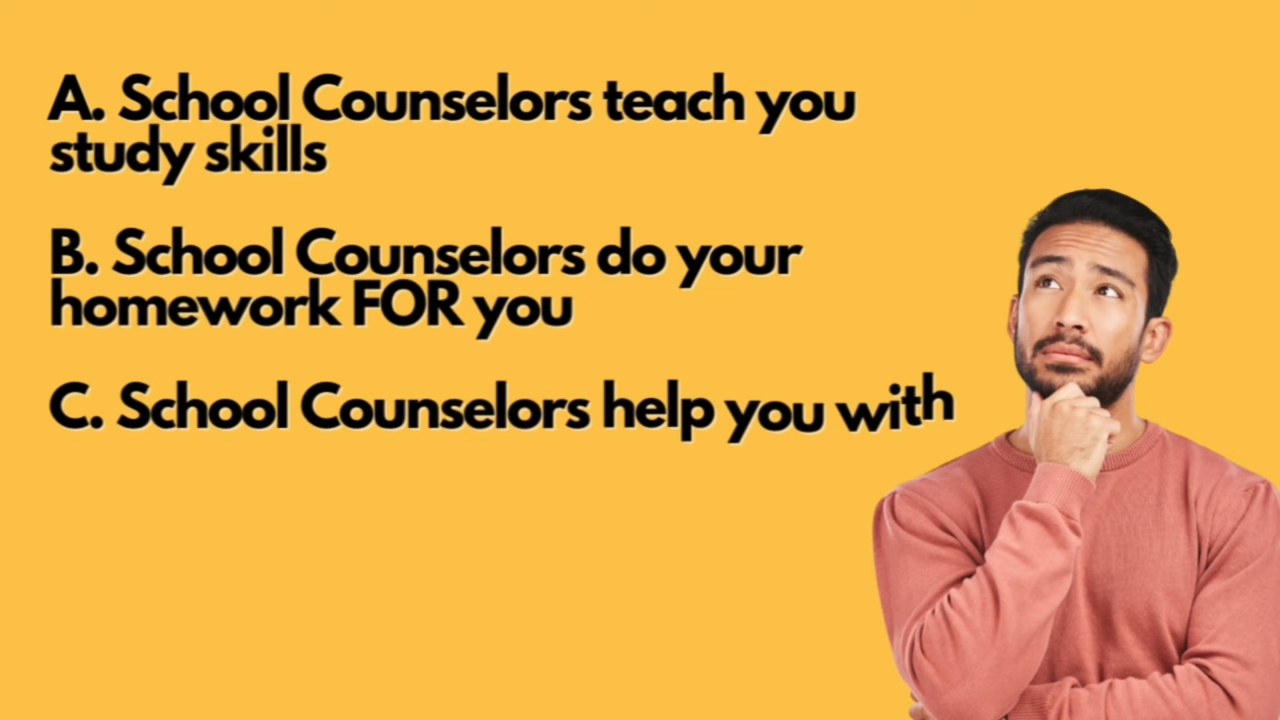 A. School Counselors teach you
study skills
B. School Counselors do your
homework FOR you
C. School Counselors help you with